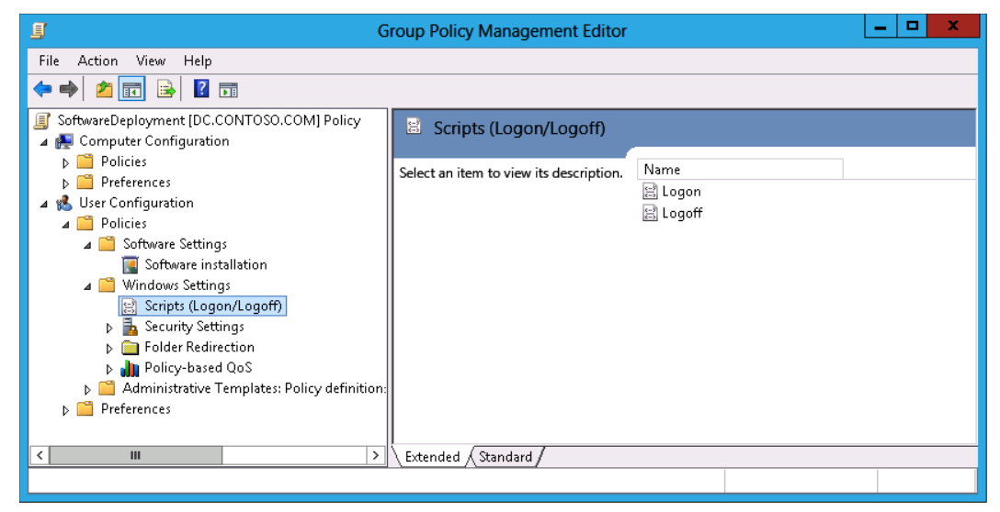 Group Policy Management Editor
File Action View Help
SoftwareDeployment [DC.CONTOSO.COM] Policy
Computer Configuration
Policies
Preferences
User Configuration
Policies
Software Settings
Software installation
Windows Settings
Scripts (Logon/Logoff)
Security Settings
Folder Redirection
Policy-based QoS
Administrative Templates: Policy definition:
Preferences
Scripts (Logon/Logoff)
Select an item to view its description.
Name
Logon
Logoff
Extended Standard